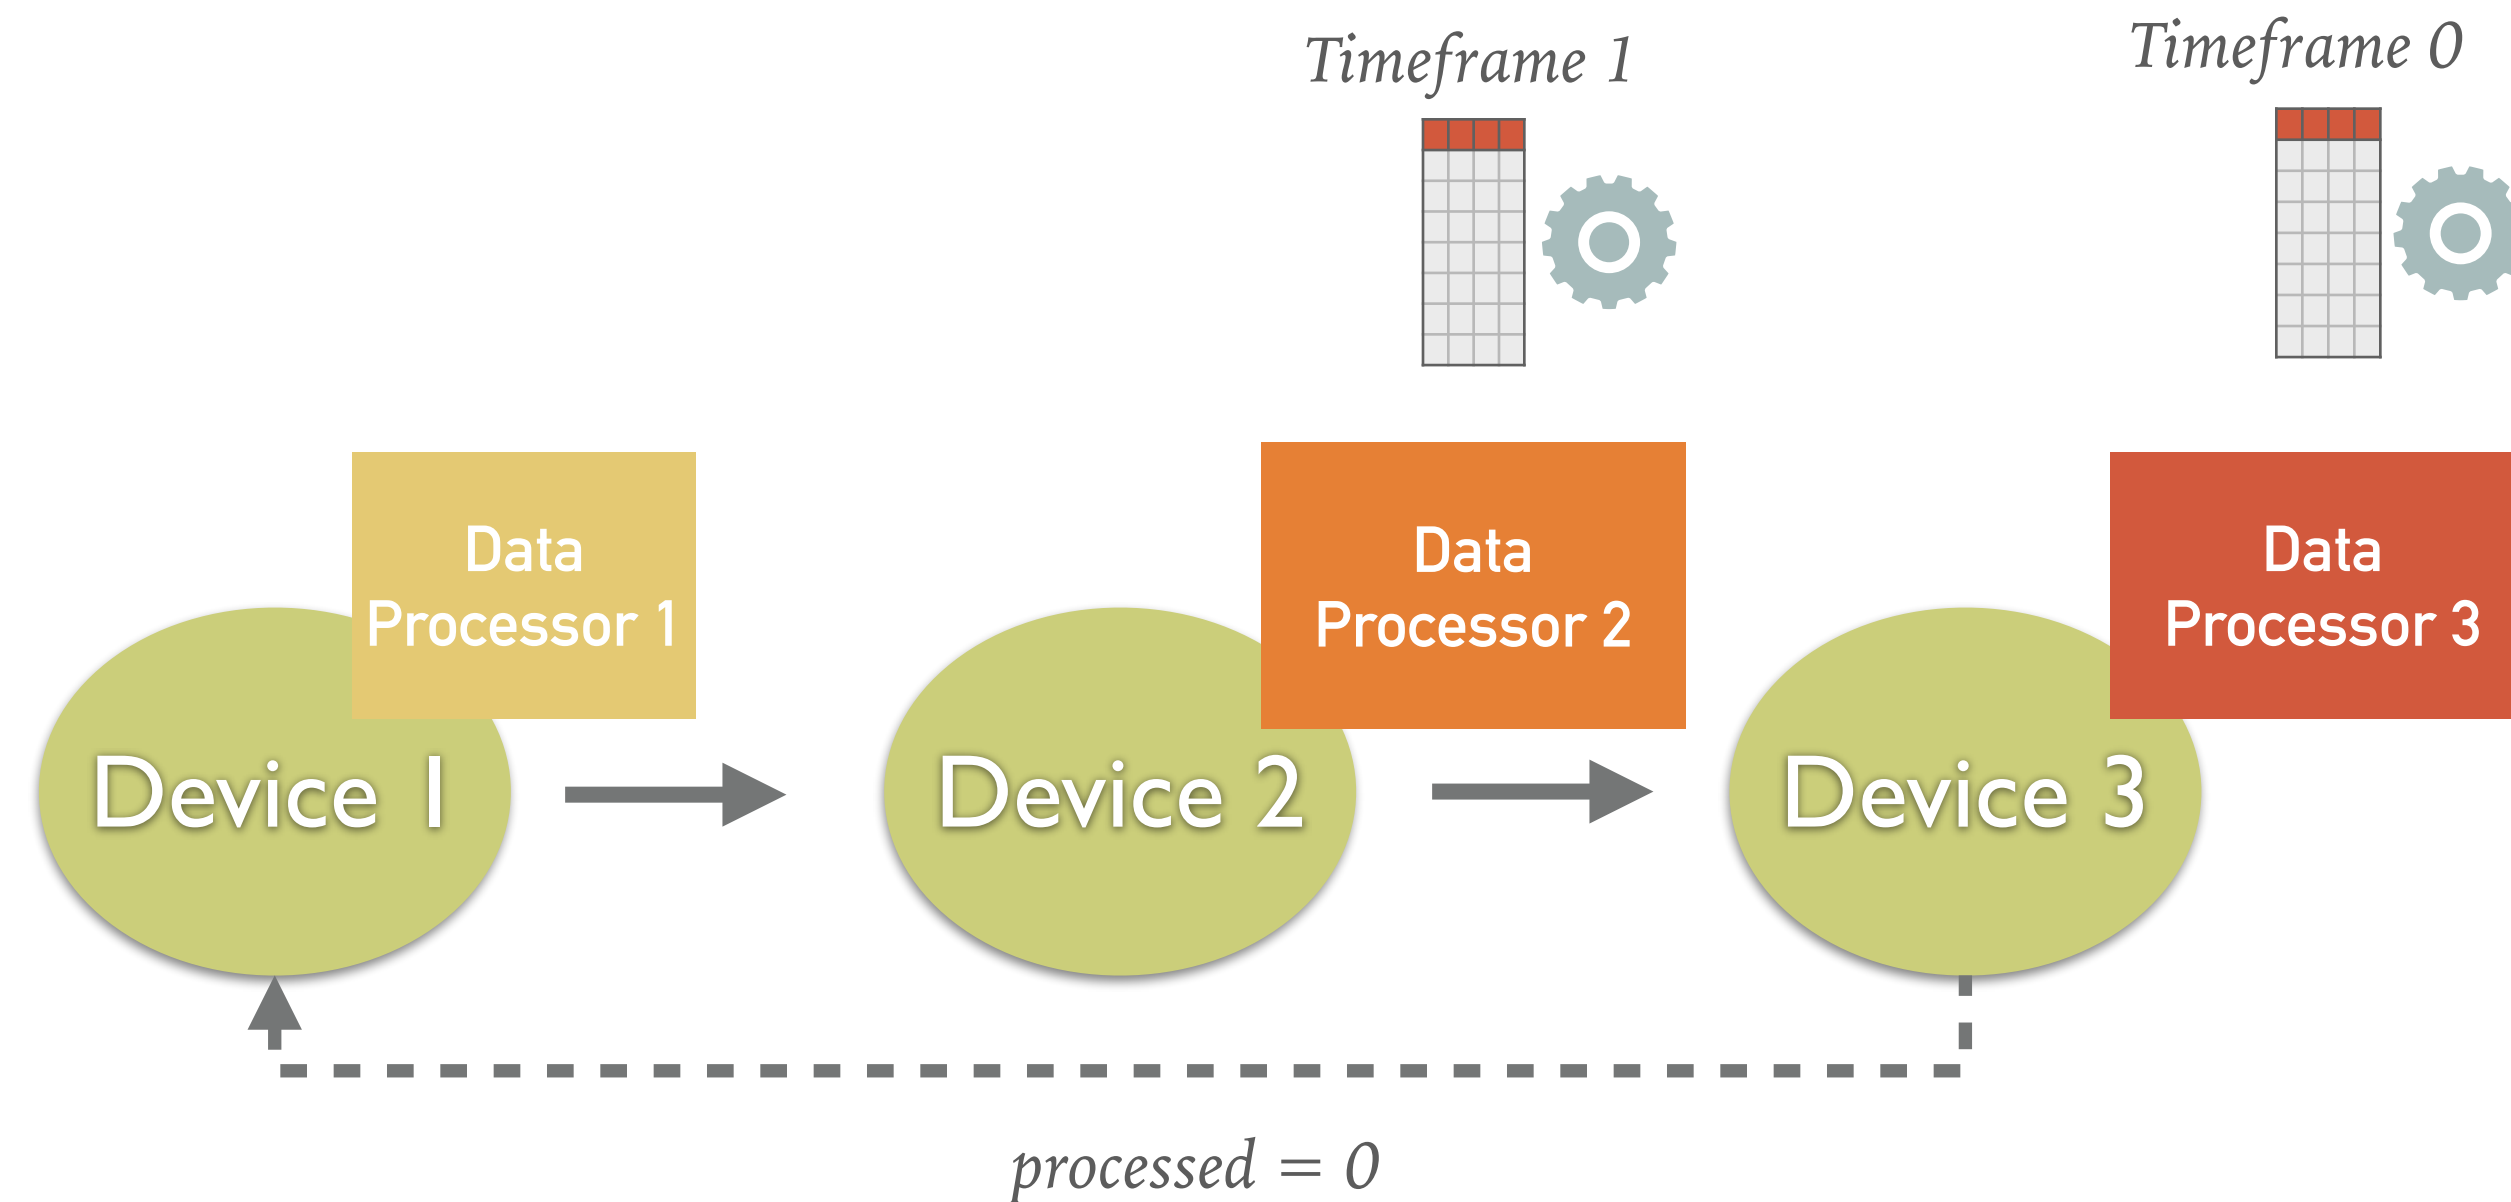 Timeframe 1
Timeframe 0
Data
Processor 1
Data
Processor 2
Data
Processor 3
Device 1
Device 2
Device 3
processed = 0